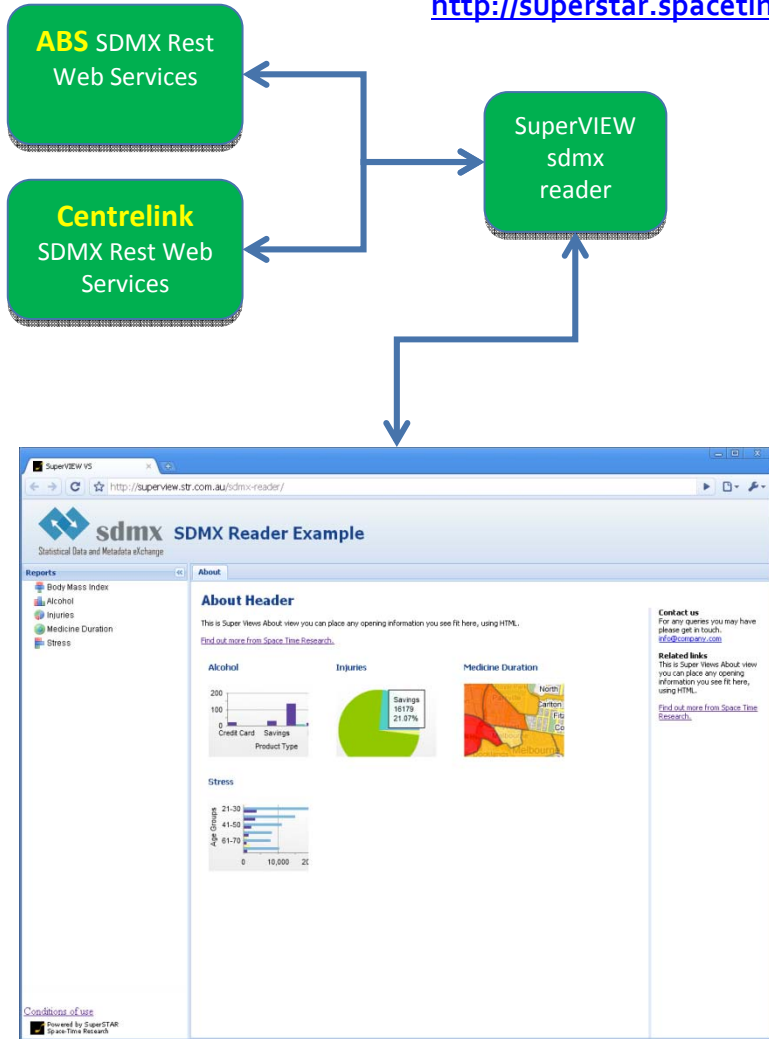 http://superstar.spacetin
ABS SDMX Rest
Web Services
SuperVIEW
sdmx
reader
Centrelink
SDMX Rest Web
Services
SuperVIEW VS
http://superview.str.com.au/sdmx-reader/
sdmx SDMX Reader Example
Statistical Data and Metadata eXchange
Reports
Body Mass Index
Alcohol
Injuries
Medicine Duration
Stress
About
About Header
This is Super Views About view you can place any opening information you see fit here, using HTML.
Find out more from Space Time Research.
Alcohol
200
100
0
Credit Card Savings
Product Type
Injuries
Savings
16179
21.07%
Medicine Duration
North
Carlton
Fitz
Co
Melbourne
Stress
Age Groups
21-30
41-50
61-70
0 10,000 20
Contact us
For any queries you may have
please get in touch.
info@company.com
Related links
This is Super Views About view
you can place any opening
information you see fit here,
using HTML.
Find out more from Space Time
Research.
Conditions of use
Powered by SuperSTAR
Space-Time Research